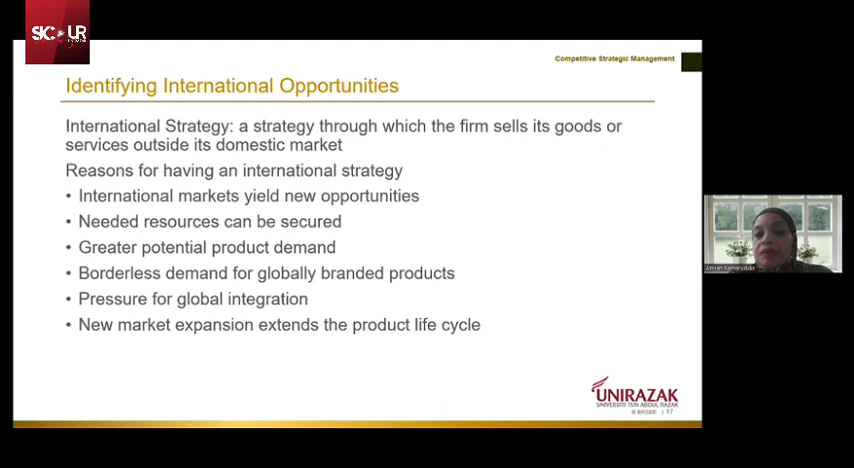 Competitive Strategic Management
Identifying International Opportunities
International Strategy: a strategy through which the firm sells its goods or
services outside its domestic market
Reasons for having an international strategy
• International markets yield new opportunities
• Needed resources can be secured
• Greater potential product demand
• Borderless demand for globally branded products
• Pressure for global integration
• New market expansion extends the product life cycle
UNIRAZAK
UNIVERSITI TUN ABDUL RAZAK
| 17